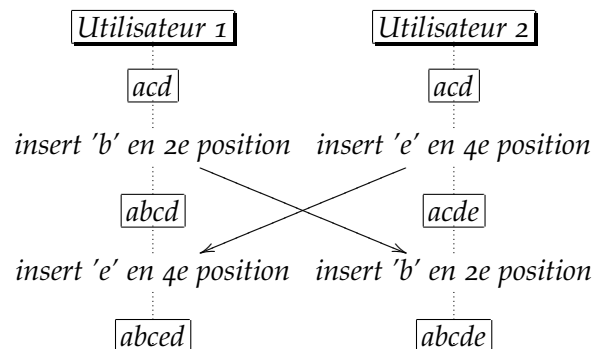 Utilisateur 1 Utilisateur 2
acd acd
insert 'b' en 2e position insert 'e' en 4e position
abcd acde
insert 'e' en 4e position insert 'b' en 2e position
abced abcde